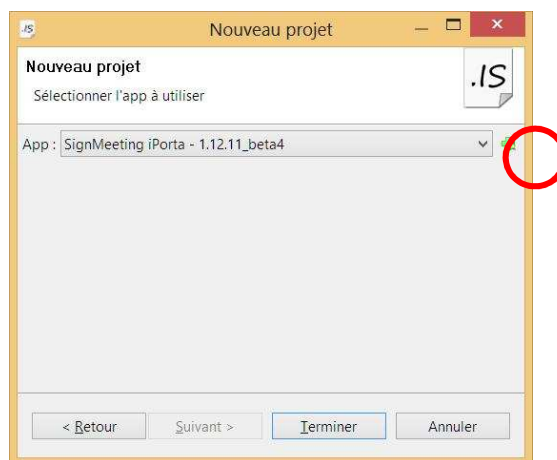 .IS
Nouveau projet
Nouveau projet
Sélectionner l'app à utiliser
.IS
App : SignMeeting iPorta - 1.12.11_beta4
< Retour
Suivant >
Terminer
Annuler